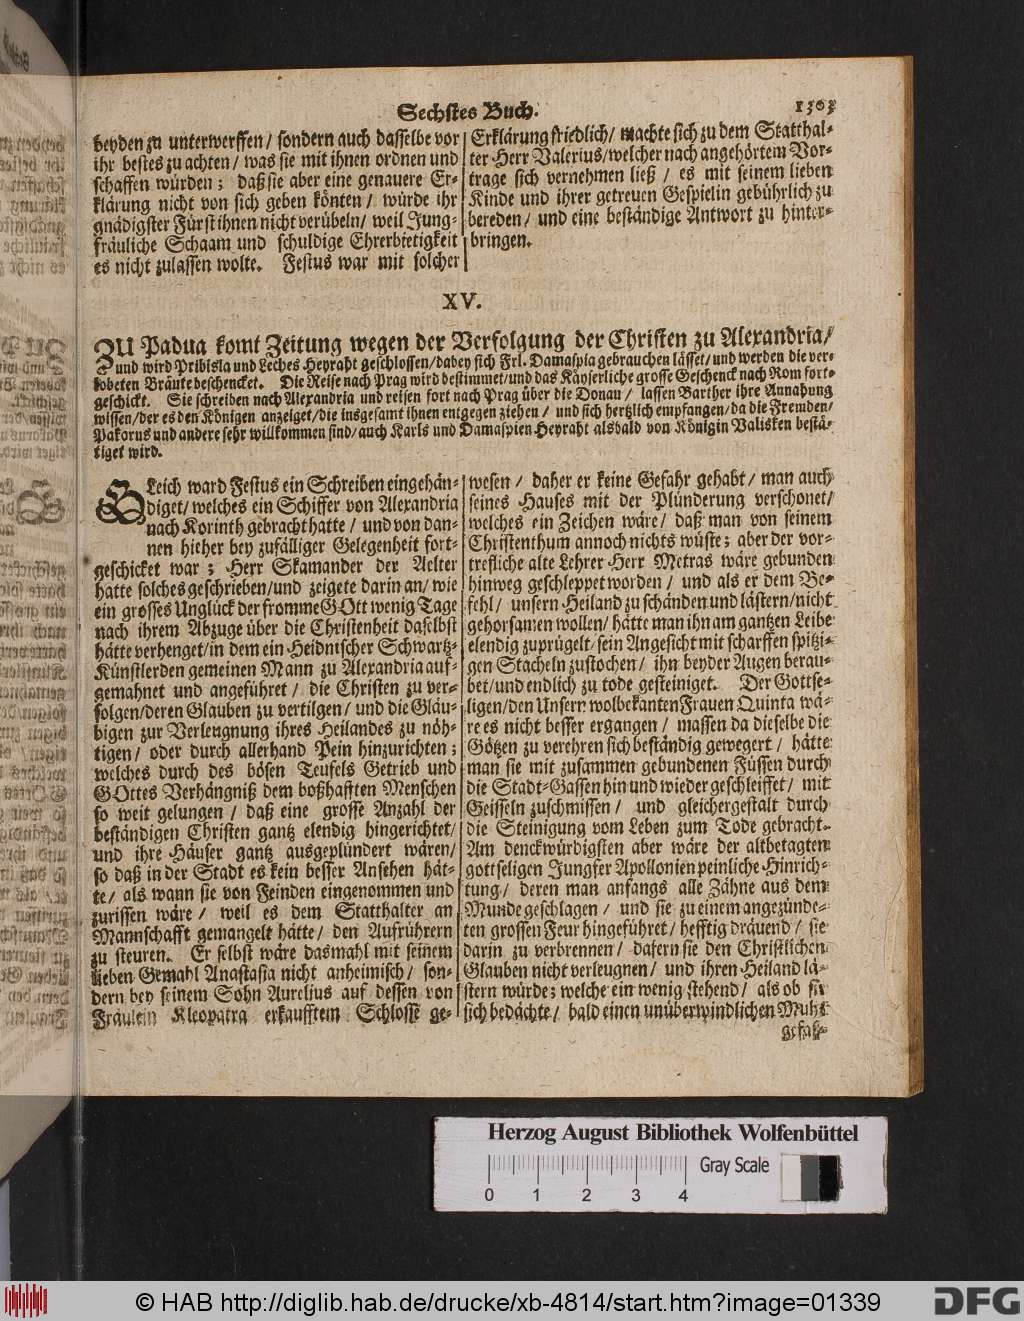 Sechstes Buch.
1303
beyden zu unterwerffen/ sondern auch dasselbe vor
ihr bestes zu achten/ was sie mit ihnen ordnen und
schaffen würden; daß sie aber eine genauere Er-
klärung nicht von sich geben könten/ würde ihr
gnädigster Fürst ihnen nicht verübeln/ weil Jung-
fräuliche Schaam und schuldige Ehrerbietigkeit
es nicht zulassen wolte. Festus war mit solcher
Erklärung friedlich/ machte sich zu dem Statthal-
ter Herr Valerius/ welcher nach angehörtem Vor-
trage sich vernehmen ließ/ es mit seinem lieben
Kinde und ihrer getreuen Gespielin gebührlich zu
bereden/ und eine beständige Antwort zu hinter-
bringen.
XV.
Zu Padua komt Zeitung wegen der Verfolgung der Christen zu Alexandria/
und wird Pribisla und Leches Heyraht geschlossen/ dabey sich Frl. Damaspia gebrauchen lässet/ und werden die ver-
lobeten Bräute beschencket. Die Reise nach Prag wird bestimmet/ und das Käyserliche grosse Geschenck nach Rom fort-
geschickt. Sie schreiben nach Alexandria und reisen fort nach Prag über die Donau/ lassen Barther ihre Annahung
wissen/ der es den Königen anzeiget/ die insgesamt ihnen entgegen ziehen/ und sich hertzlich empfangen/ da die Fremden/
Pakorus und andere sehr willkommen sind/ auch Karls und Damaspien Heyraht alsbald von Königin Valisken bestä-
tiget wird.
GLeich ward Festus ein Schreiben eingehän-
diget/ welches ein Schiffer von Alexandria
nach Korinth gebracht hatte/ und von dan-
nen hieher bey zufälliger Gelegenheit fort-
geschicket war; Herr Skamander der Aelter
hatte solches geschrieben/ und zeigete darin an/ wie
ein grosses Unglück der fromme GOtt wenig Tage
nach ihrem Abzuge über die Christenheit daselbst
hätte verhenget/ in dem ein Heidnischer Schwartz-
Künstler den gemeinen Mann zu Alexandria auf-
gemahnet und angeführet/ die Christen zu ver-
folgen/ deren Glauben zu vertilgen/ und die Gläu-
bigen zur Verleugnung ihres Heilandes zu nöh-
tigen/ oder durch allerhand Pein hinzurichten;
welches durch des bösen Teufels Getrieb und
GOttes Verhängniß dem boßhafften Menschen
so weit gelungen/ daß eine grosse Anzahl der
beständigen Christen gantz elendig hingerichtet/
und ihre Häuser gantz ausgeplündert wären/
so daß in der Stadt es kein besser Ansehen hät-
te/ als wann sie von Feinden eingenommen und
zurissen wäre/ weil es dem Statthalter an
Mannschafft gemangelt hätte/ den Aufrührern
zu steuren. Er selbst wäre dasmahl mit seinem
lieben Gemahl Anastasia nicht anheimisch/ son-
dern bey seinem Sohn Aurelius auf dessen von
Fräulein Kleopatra erkaufftem Schlosse ge-
wesen/ daher er keine Gefahr gehabt/ man auch
seines Hauses mit der Plünderung verschonet/
welches ein Zeichen wäre/ daß man von seinem
Christenthum annoch nichts wüste; aber der vor-
trefliche alte Lehrer Herr Metras wäre gebunden
hinweg geschleppet worden/ und als er dem Be-
fehl/ unsern Heiland zu schänden und lästern/ nicht
gehorsamen wollen/ hätte man ihn am gantzen Leibe
elendig zuprügelt/ sein Angesicht mit scharffen spitzi-
gen Stacheln zustochen/ ihn beyder Augen berau-
bet/ und endlich zu tode gesteiniget. Der Gottse-
ligen/ den Unsern wolbekanten Frauen Quinta wä-
re es nicht besser ergangen/ massen da dieselbe die
Götzen zu verehren sich beständig gewegert/ hätte
man sie mit zusammen gebundenen Füssen durch
die Stadt-Gassen hin und wieder geschleiffet/ mit
Geisseln zuschmissen/ und gleichergestalt durch
die Steinigung vom Leben zum Tode gebracht.
Am denckwürdigsten aber wäre der altbetagten
gottseligen Jungfer Apollonien peinliche Hinrich-
tung/ deren man anfangs alle Zähne aus dem
Munde geschlagen/ und sie zu einem angezünde-
ten grossen Feur hingeführet/ hefftig dräuend/ sie
darin zu verbrennen/ dafern sie den Christlichen
Glauben nicht verleugnen/ und ihren Heiland lä-
stern würde; welche ein wenig stehend/ als ob sie
sich bedächte/ bald einen unüberwindlichen Muht
gefas-
Herzog August Bibliothek Wolfenbüttel
Gray Scale
0 1 2 3 4
© HAB http://diglib.hab.de/drucke/xb-4814/start.htm?image=01339
DFG